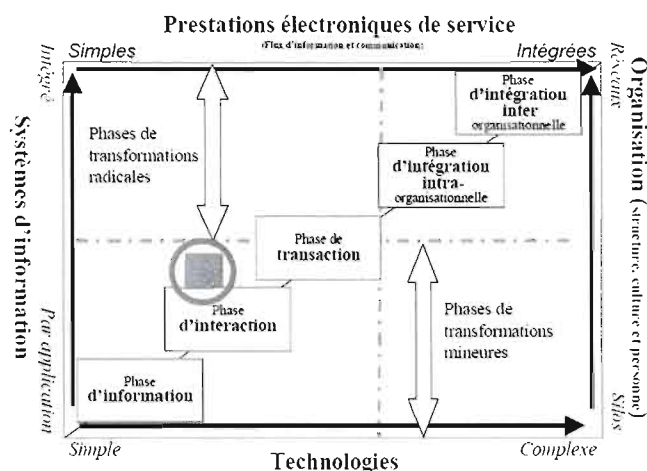 Prestations électroniques de service
(Flux d'information et communication)
Simples
Intégrées
Intégré
Réseaux
Systèmes d'information
Organisation (structure, culture et personne)
Phase
d'intégration
inter
organisationnelle
Phases de
transformations
radicales
Phase
d'intégration
intra-
organisationnelle
Phase de
transaction
Phase
d'interaction
Phases de
transformations
mineures
Par application
Silos
Phase
d'information
Simple
Complexe
Technologies